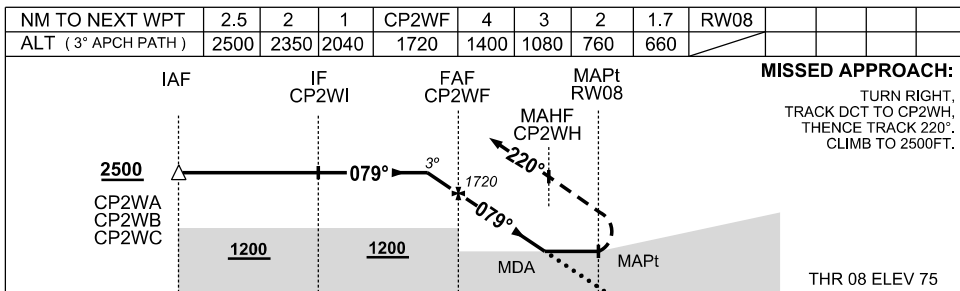 NM TO NEXT WPT 2.5 2 1 CP2WF 4 3 2 1.7 RW08
ALT ( 3° APCH PATH ) 2500 2350 2040 1720 1400 1080 760 660
MISSED APPROACH:
TURN RIGHT,
TRACK DCT TO CP2WH,
THENCE TRACK 220°.
CLIMB TO 2500FT.
IAF
IF
CP2WI
FAF
CP2WF
MAPt
RW08
MAHF
CP2WH
2500
CP2WA
CP2WB
CP2WC
079°
3°
1720
220°
079°
1200
1200
MDA
MAPt
THR 08 ELEV 75